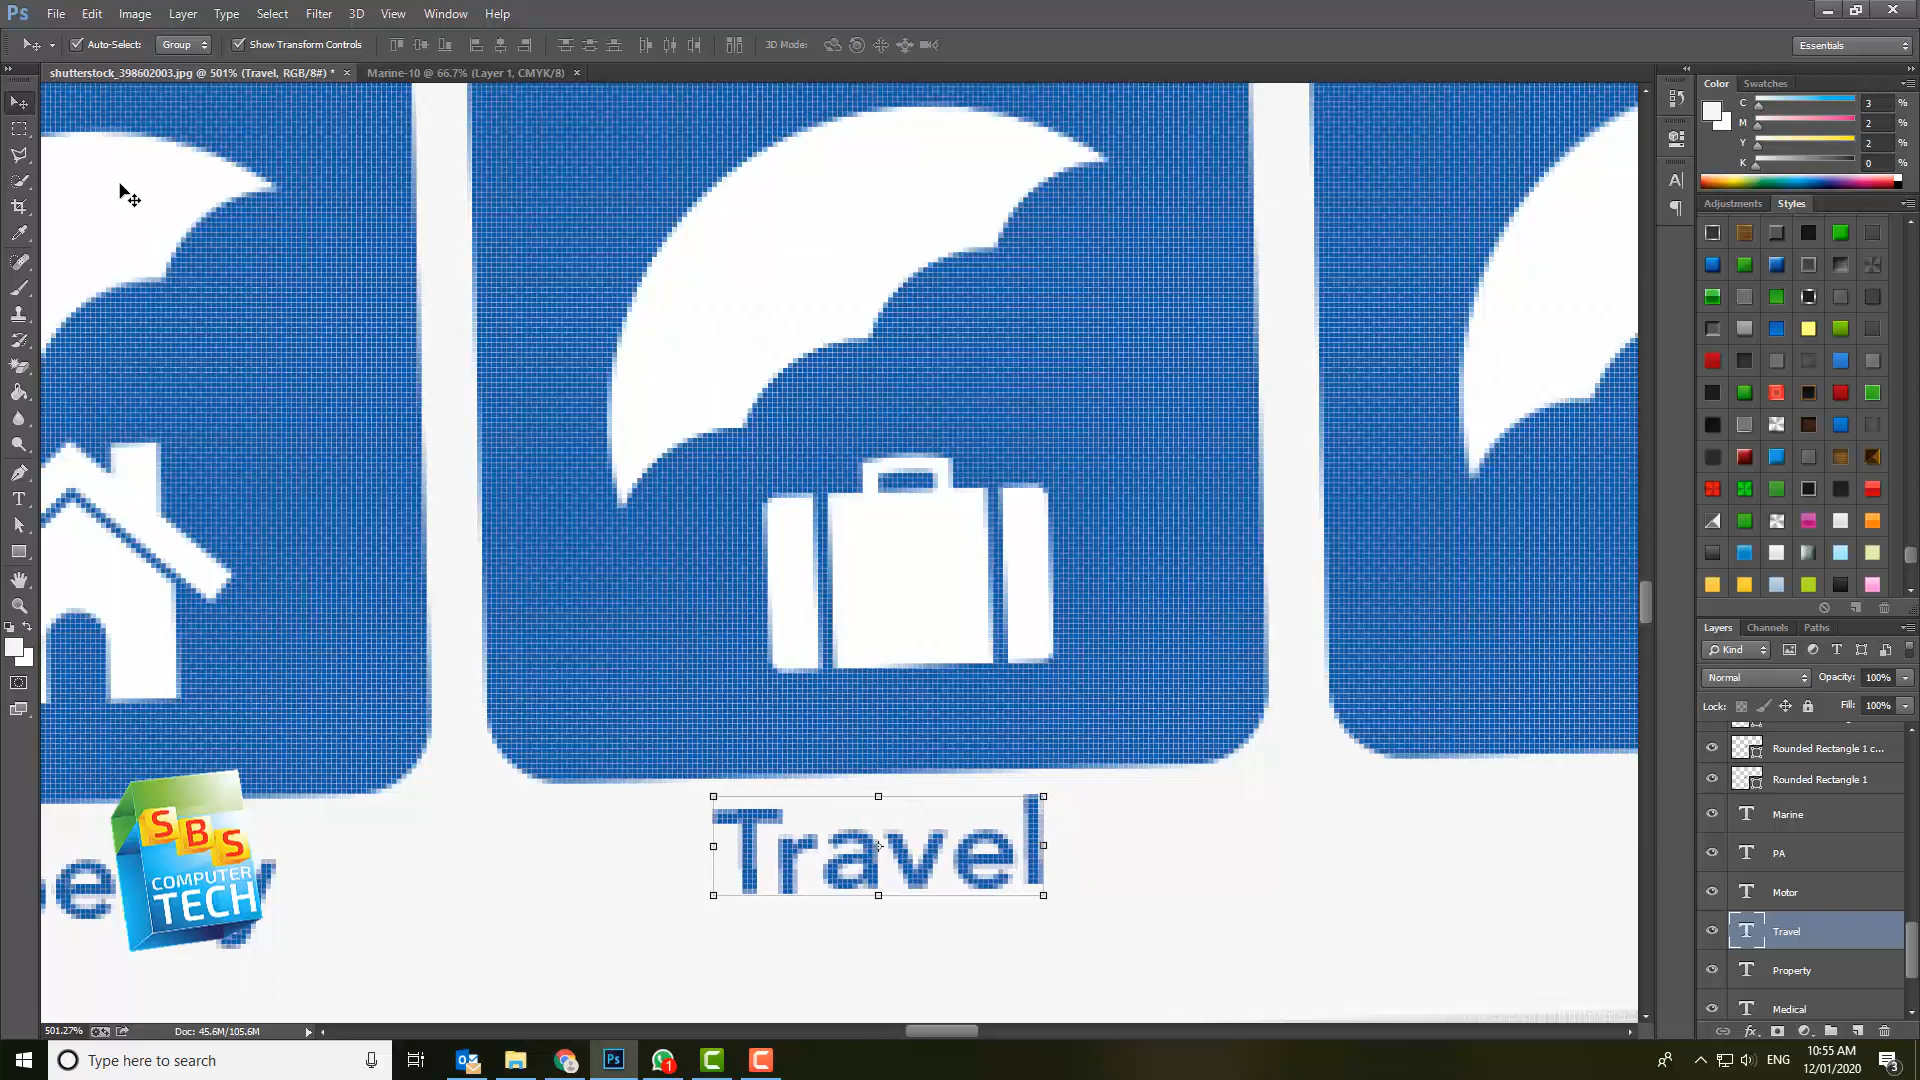 Ps File Edit Image Layer Type Select Filter 3D View Window Help
Auto-Select: Group Show Transform Controls 3D Mode: Essentials
shutterstock_398602003.jpg @ 501% (Travel, RGB/8#) * × Marine-10 @ 66.7% (Layer 1, CMYK/8) ×
Color Swatches
C 3 %
M 2 %
Y 2 %
K 0 %
Adjustments Styles
Layers Channels Paths
Kind
Normal Opacity: 100%
Lock: Fill: 100%
Rounded Rectangle 1 c...
Rounded Rectangle 1
Marine
PA
Motor
Travel
Property
Medical
Travel
SBS
COMPUTER
TECH
501.27% Doc: 45.6M/105.6M
Type here to search
1
ENG
10:55 AM
12/01/2020
3